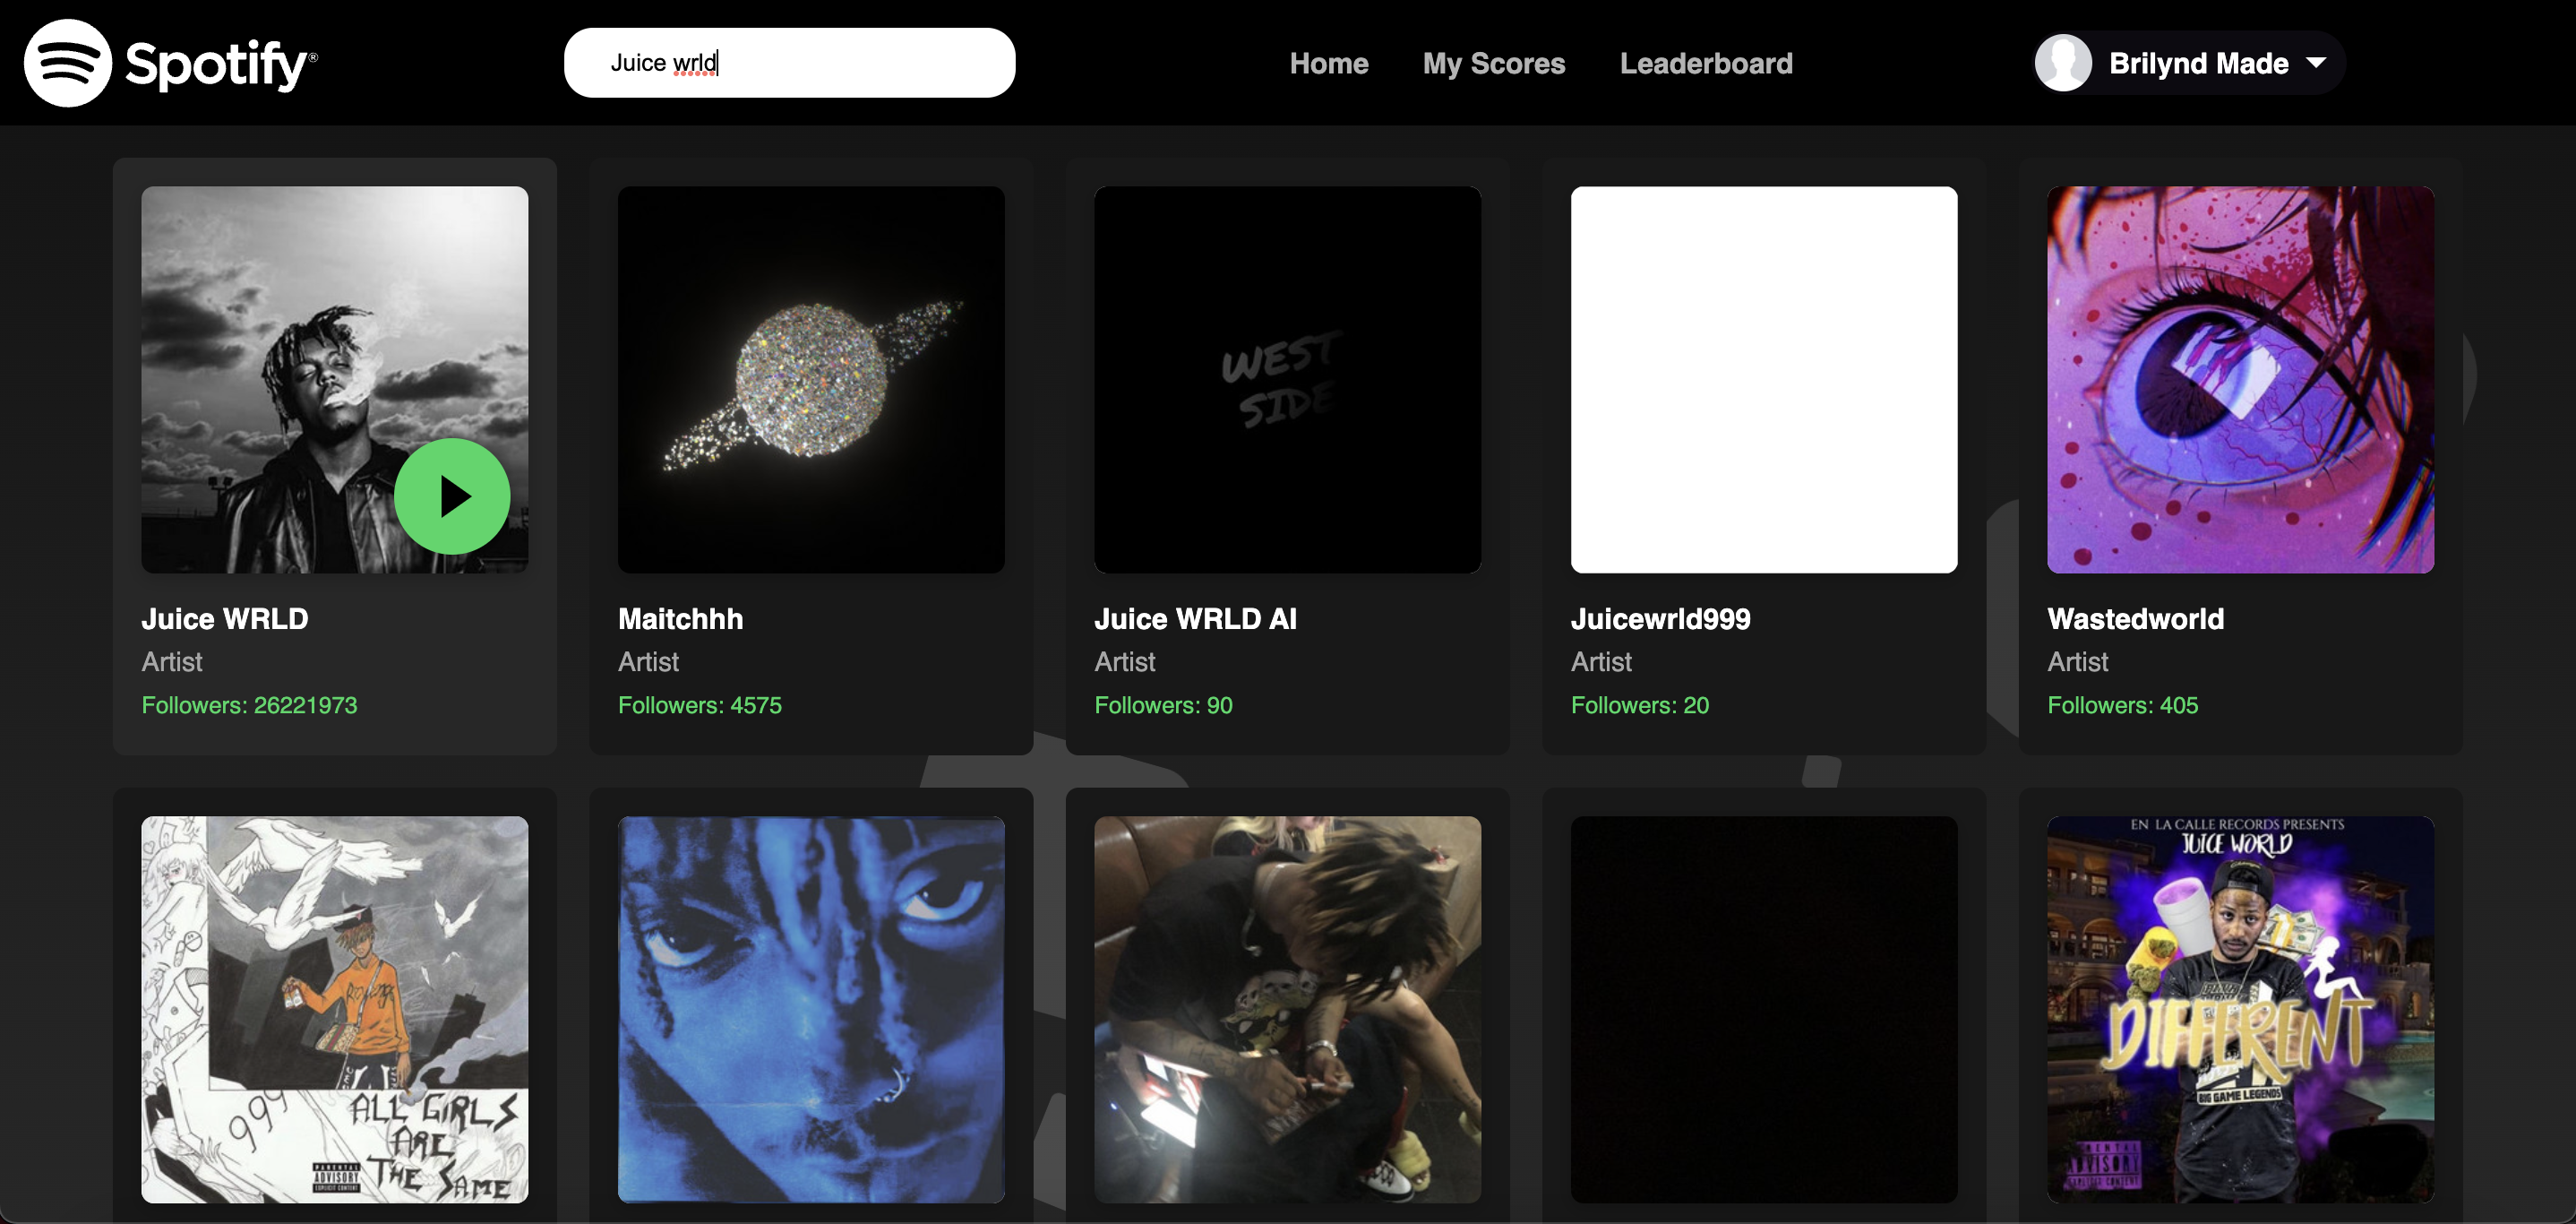 Spotify®
Juice wrld
Home
My Scores
Leaderboard
Brilynd Made
WEST
SIDE
Juice WRLD
Artist
Followers: 26221973
Maitchhh
Artist
Followers: 4575
Juice WRLD AI
Artist
Followers: 90
Juicewrld999
Artist
Followers: 20
Wastedworld
Artist
Followers: 405
999
ALL GIRLS
ARE
THE SAME
PARENTAL
ADVISORY
EXPLICIT CONTENT
EN LA CALLE RECORDS PRESENTS
JUICE WORLD
DIFFERENT
BIG GAME LEGENDS
PARENTAL
ADVISORY
EXPLICIT CONTENT